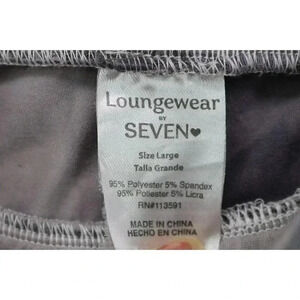 Loungewear
BY
SEVEN♥
Size Large
Talla Grande
95% Polyester 5% Spandex
95% Poliester 5% Licra
RN#113591
MADE IN CHINA
HECHO EN CHINA